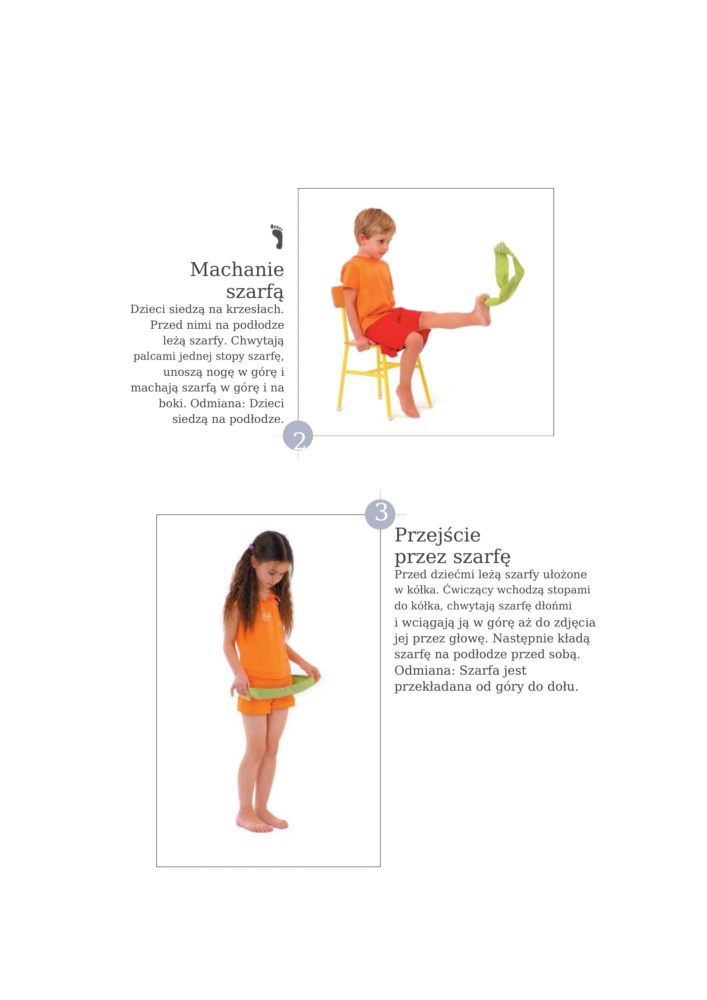 Machanie
szarfą
Dzieci siedzą na krzesłach.
Przed nimi na podłodze
leżą szarfy. Chwytają
palcami jednej stopy szarfę,
unoszą nogę w górę i
machają szarfą w górę i na
boki. Odmiana: Dzieci
siedzą na podłodze.
2
3
Przejście
przez szarfę
Przed dziećmi leżą szarfy ułożone
w kółka. Ćwiczący wchodzą stopami
do kółka, chwytają szarfę dłońmi
i wciągają ją w górę aż do zdjęcia
jej przez głowę. Następnie kładą
szarfę na podłodze przed sobą.
Odmiana: Szarfa jest
przekładana od góry do dołu.